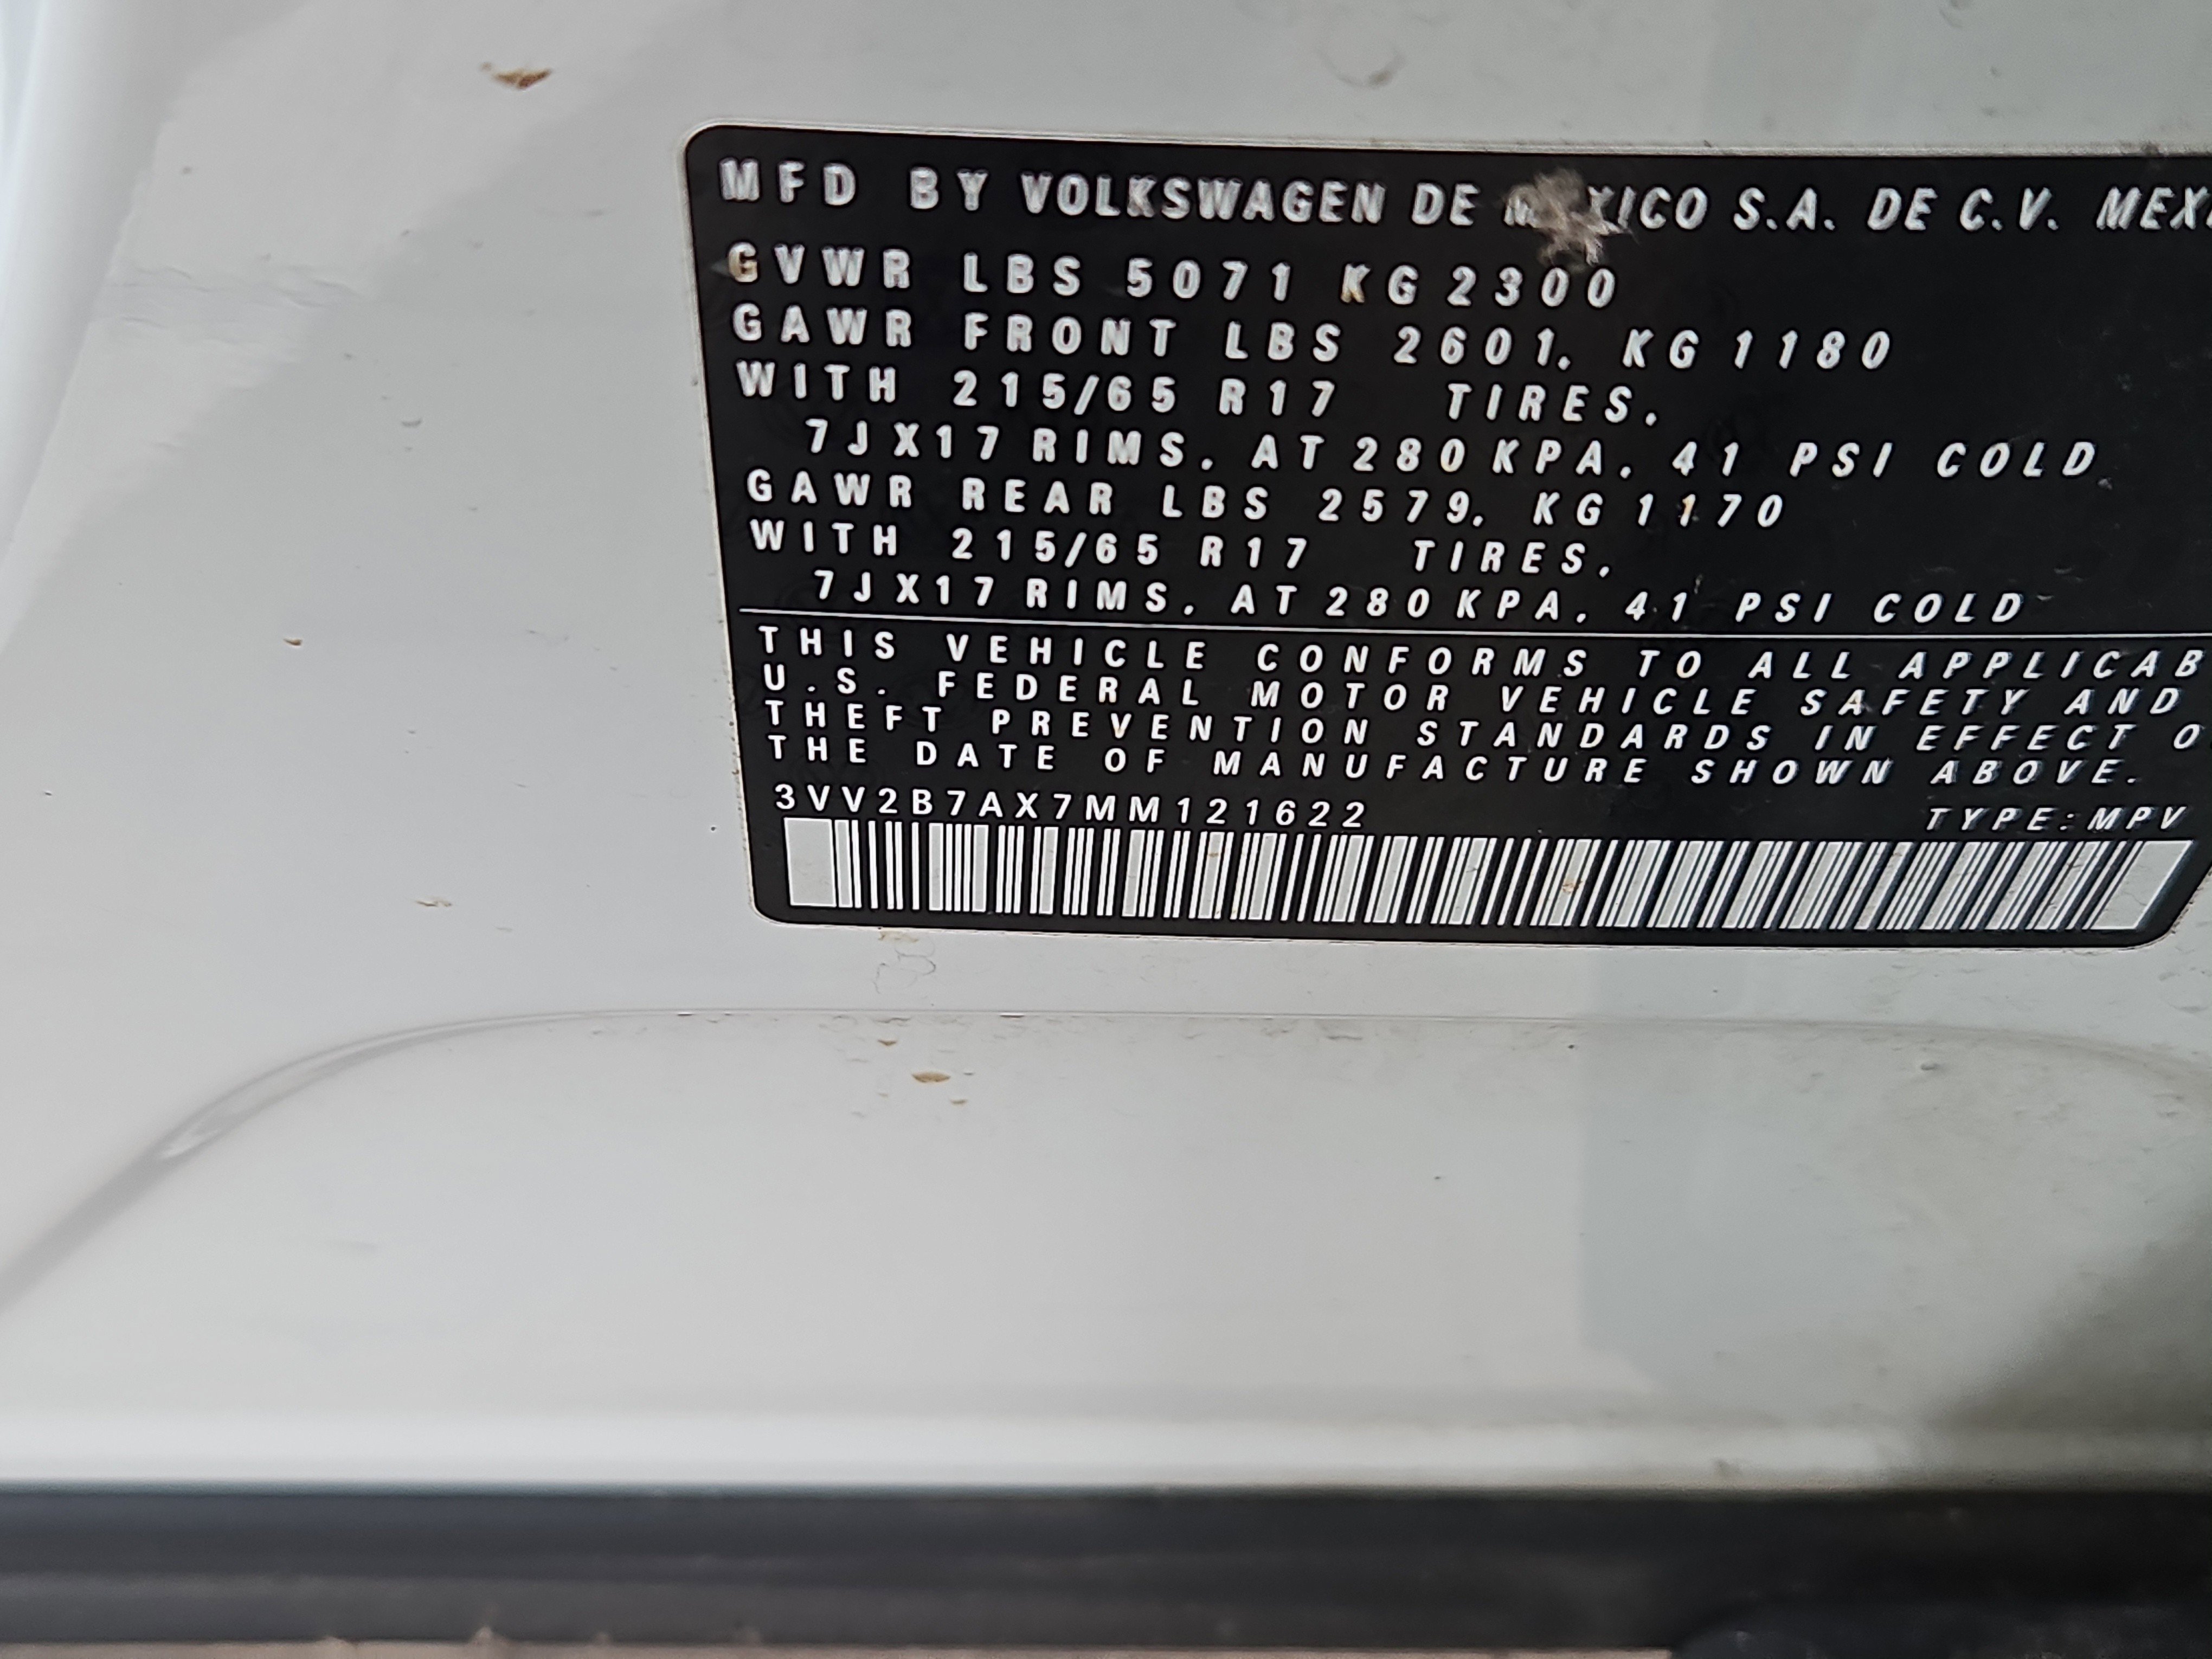 MFD BY VOLKSWAGEN DE MEXICO S.A. DE C.V. MEX
GVWR LBS 5071 KG 2300
GAWR FRONT LBS 2601. KG 1180
WITH 215/65 R17 TIRES.
7JX17 RIMS. AT 280 KPA. 41 PSI COLD.
GAWR REAR LBS 2579. KG 1170
WITH 215/65 R17 TIRES.
7JX17 RIMS. AT 280 KPA. 41 PSI COLD
THIS VEHICLE CONFORMS TO ALL APPLICAB
U.S. FEDERAL MOTOR VEHICLE SAFETY AND
THEFT PREVENTION STANDARDS IN EFFECT O
THE DATE OF MANUFACTURE SHOWN ABOVE.
3VV2B7AX7MM121622 TYPE: MPV